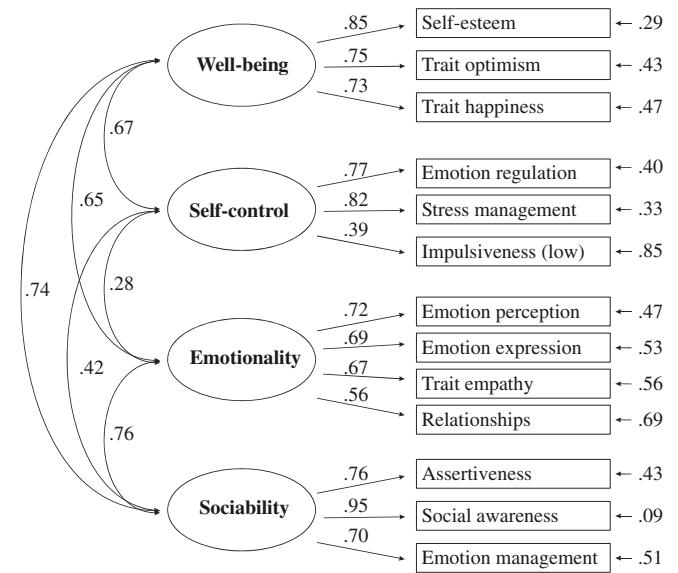 .85 Self-esteem .29
Well-being .75 Trait optimism .43
.73 Trait happiness .47
.67
.77 Emotion regulation .40
.65
Self-control .82 Stress management .33
.39 Impulsiveness (low) .85
.74 .28
.72 Emotion perception .47
.69 Emotion expression .53
Emotionality
.42 .67 Trait empathy .56
.56 Relationships .69
.76
.76 Assertiveness .43
Sociability .95 Social awareness .09
.70 Emotion management .51